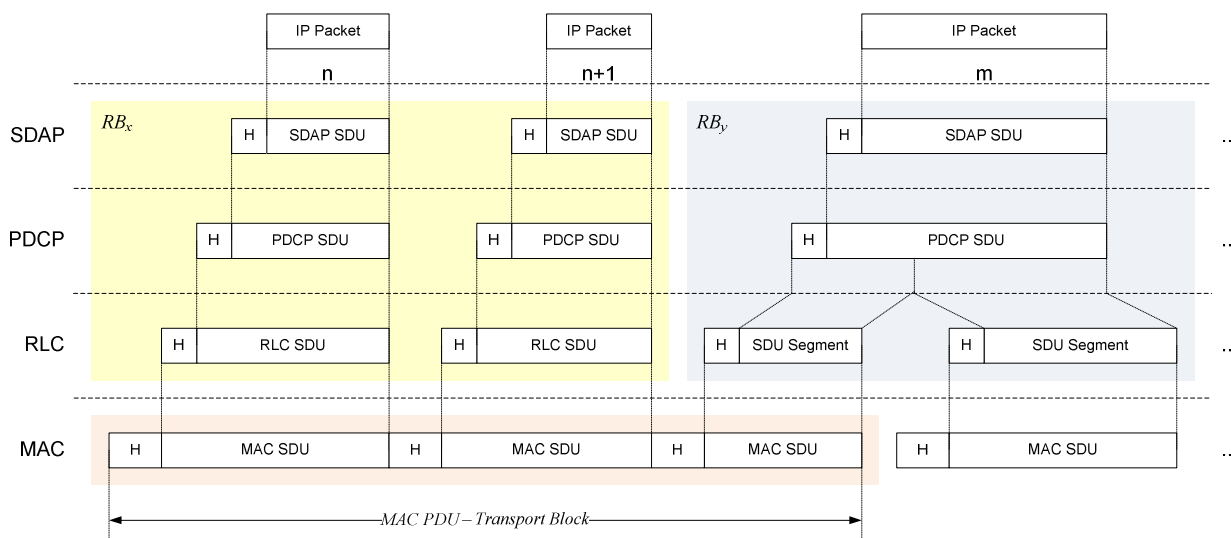 IP Packet IP Packet IP Packet
n n+1 m
RBx RBy
SDAP H SDAP SDU H SDAP SDU H SDAP SDU ..
PDCP H PDCP SDU H PDCP SDU H PDCP SDU ..
RLC H RLC SDU H RLC SDU H SDU Segment H SDU Segment ..
MAC H MAC SDU H MAC SDU H MAC SDU H MAC SDU ..
MAC PDU – Transport Block